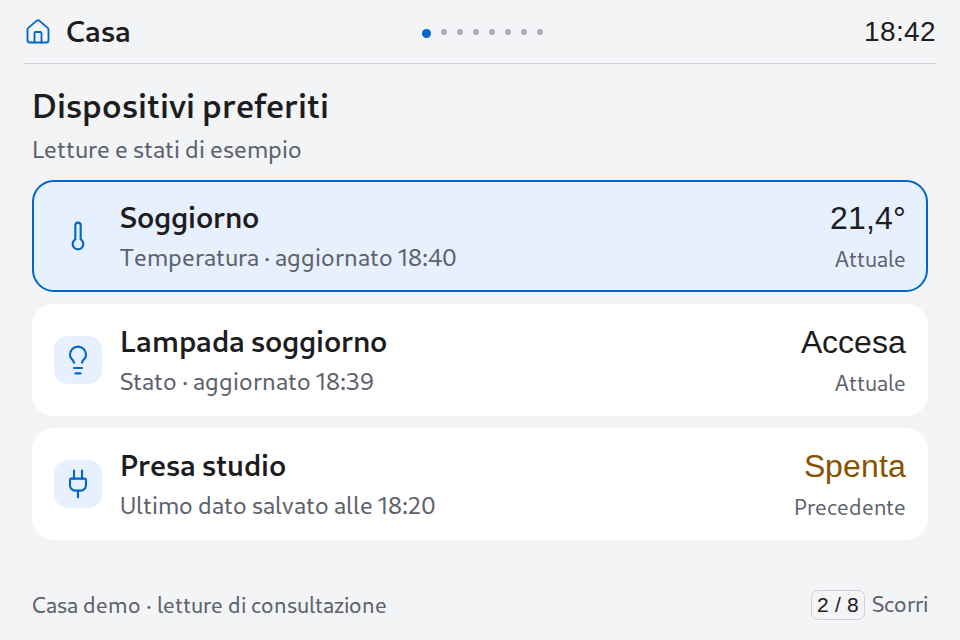 Casa
18:42
Dispositivi preferiti
Letture e stati di esempio
Soggiorno
21,4°
Temperatura · aggiornato 18:40
Attuale
Lampada soggiorno
Accesa
Stato · aggiornato 18:39
Attuale
Presa studio
Spenta
Ultimo dato salvato alle 18:20
Precedente
Casa demo · letture di consultazione
2 / 8 Scorri